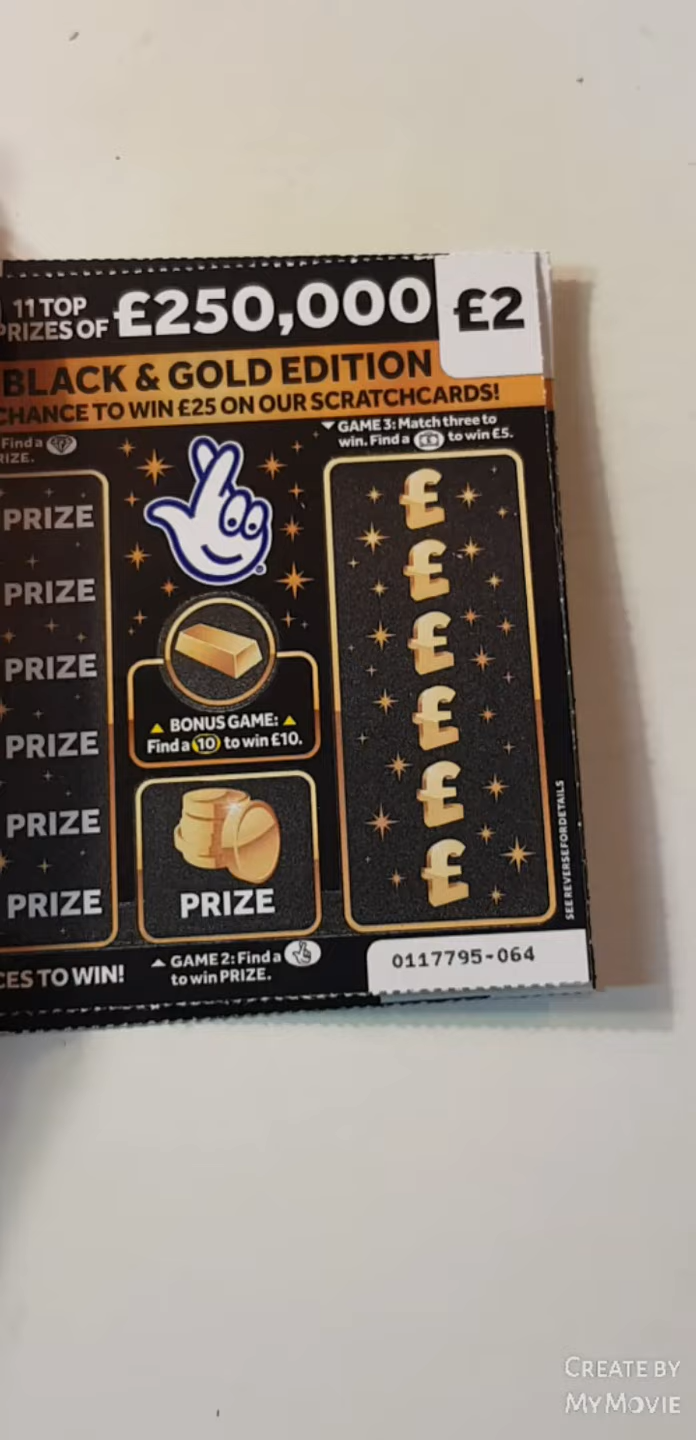 11 TOP
PRIZES OF £250,000
£2
BLACK & GOLD EDITION
CHANCE TO WIN £25 ON OUR SCRATCHCARDS!
Find a
PRIZE.
GAME 3: Match three to
win. Find a to win £5.
PRIZE
PRIZE
PRIZE
PRIZE
PRIZE
PRIZE
£
£
£
£
£
£
BONUS GAME:
Find a 10 to win £10.
PRIZE
SEE REVERSE FOR DETAILS
CES TO WIN!
GAME 2: Find a
to win PRIZE.
0117795-064
CREATE BY
MYMOVIE